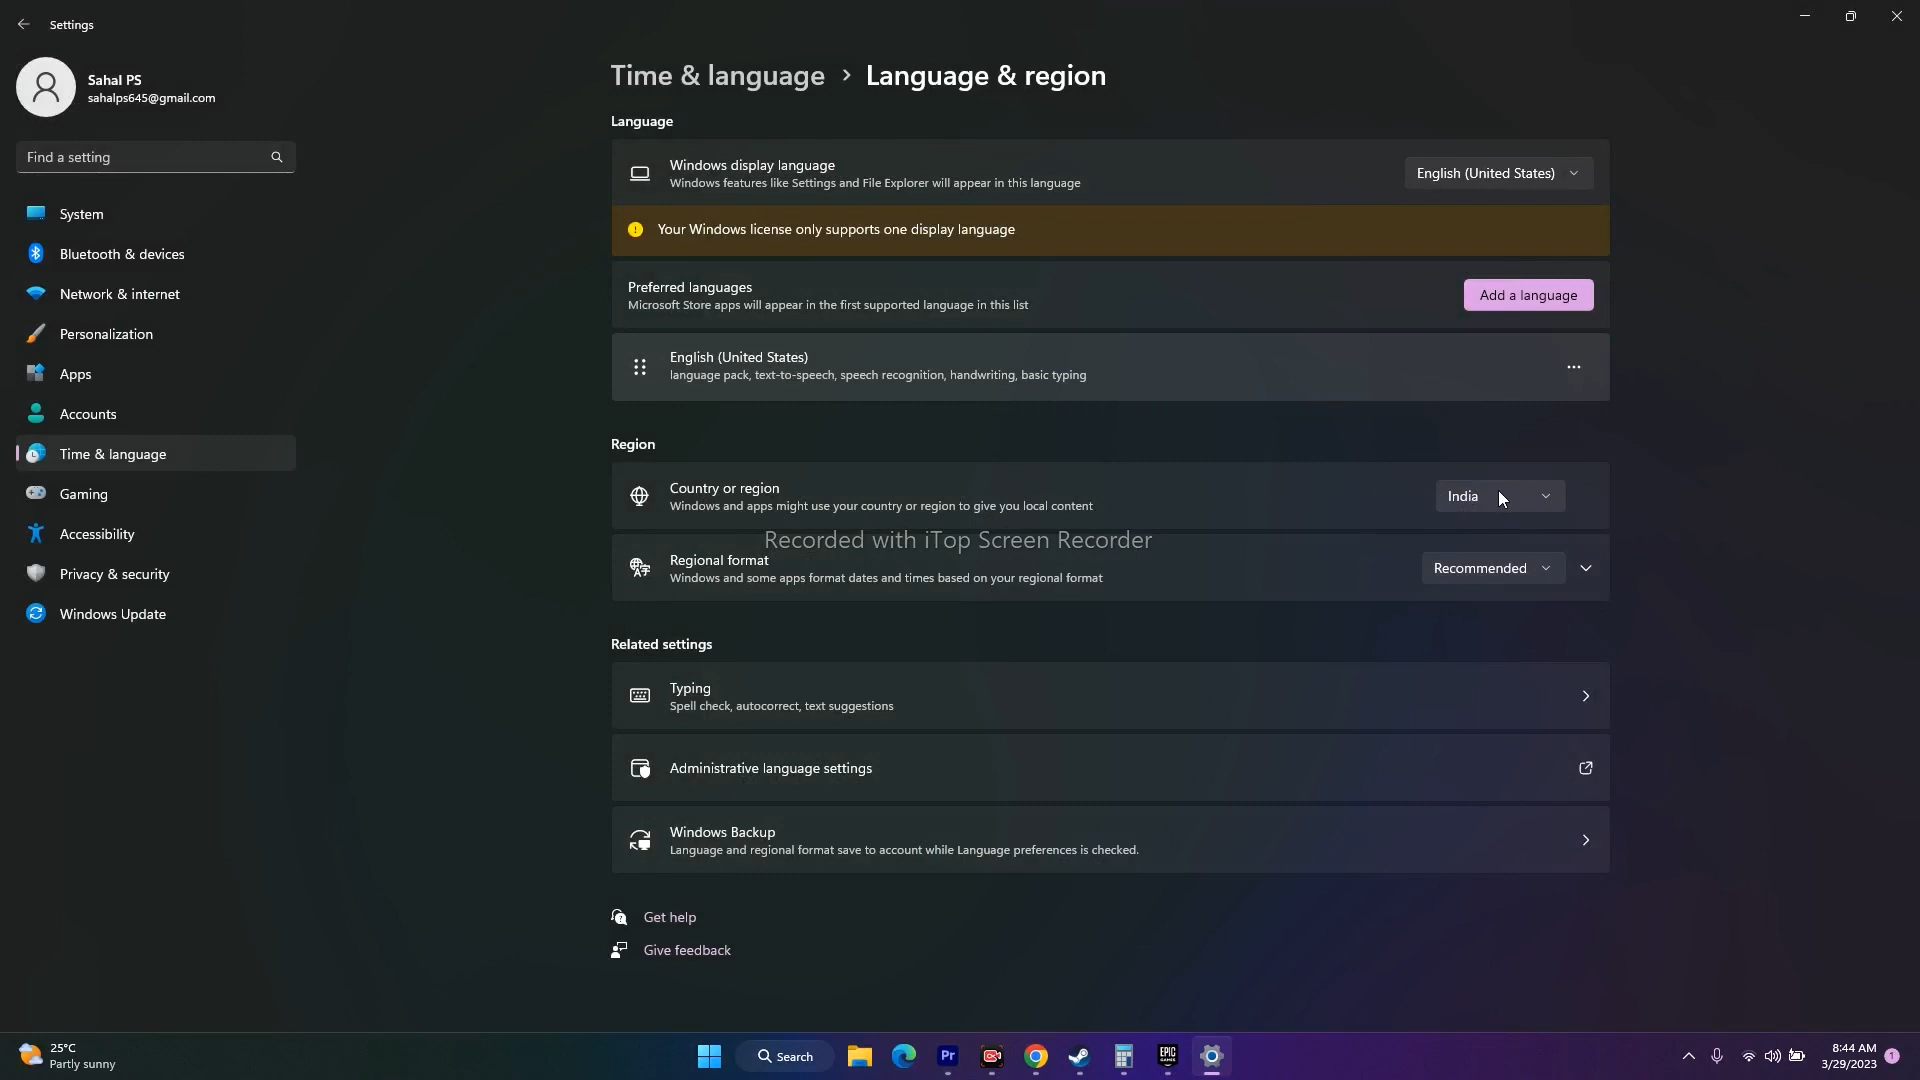 Settings
Sahal PS
sahalps645@gmail.com
Find a setting
System
Bluetooth & devices
Network & internet
Personalization
Apps
Accounts
Time & language
Gaming
Accessibility
Privacy & security
Windows Update
Time & language › Language & region
Language
Windows display language
Windows features like Settings and File Explorer will appear in this language
English (United States)
Your Windows license only supports one display language
Preferred languages
Microsoft Store apps will appear in the first supported language in this list
Add a language
English (United States)
language pack, text-to-speech, speech recognition, handwriting, basic typing
Region
Country or region
Windows and apps might use your country or region to give you local content
India
Recorded with iTop Screen Recorder
Regional format
Windows and some apps format dates and times based on your regional format
Recommended
Related settings
Typing
Spell check, autocorrect, text suggestions
Administrative language settings
Windows Backup
Language and regional format save to account while Language preferences is checked.
Get help
Give feedback
25°C
Partly sunny
Search
Pr
EPIC
GAMES
8:44 AM
3/29/2023
1